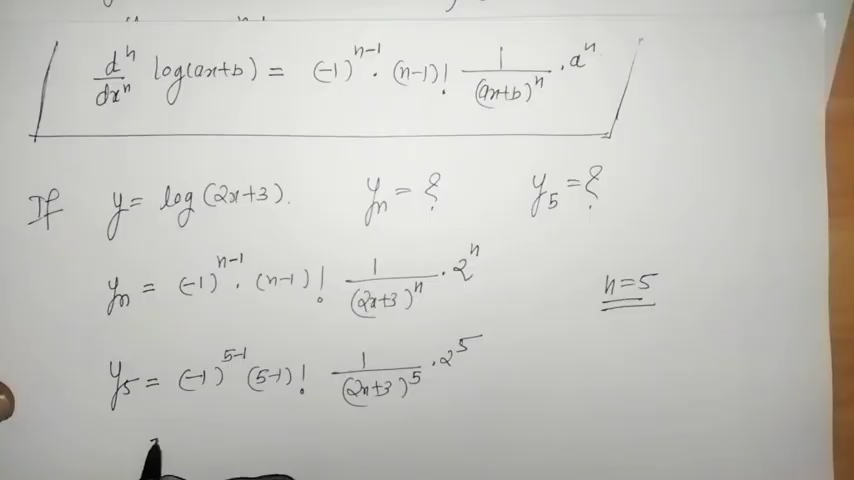 d^n/dx^n log(ax+b) = (-1)^(n-1) · (n-1)! 1/(ax+b)^n · a^n
If y = log(2x+3). y_n = ? y_5 = ?
y_n = (-1)^(n-1) · (n-1)! 1/(2x+3)^n · 2^n n=5
y_5 = (-1)^(5-1) (5-1)! 1/(2x+3)^5 · 2^5